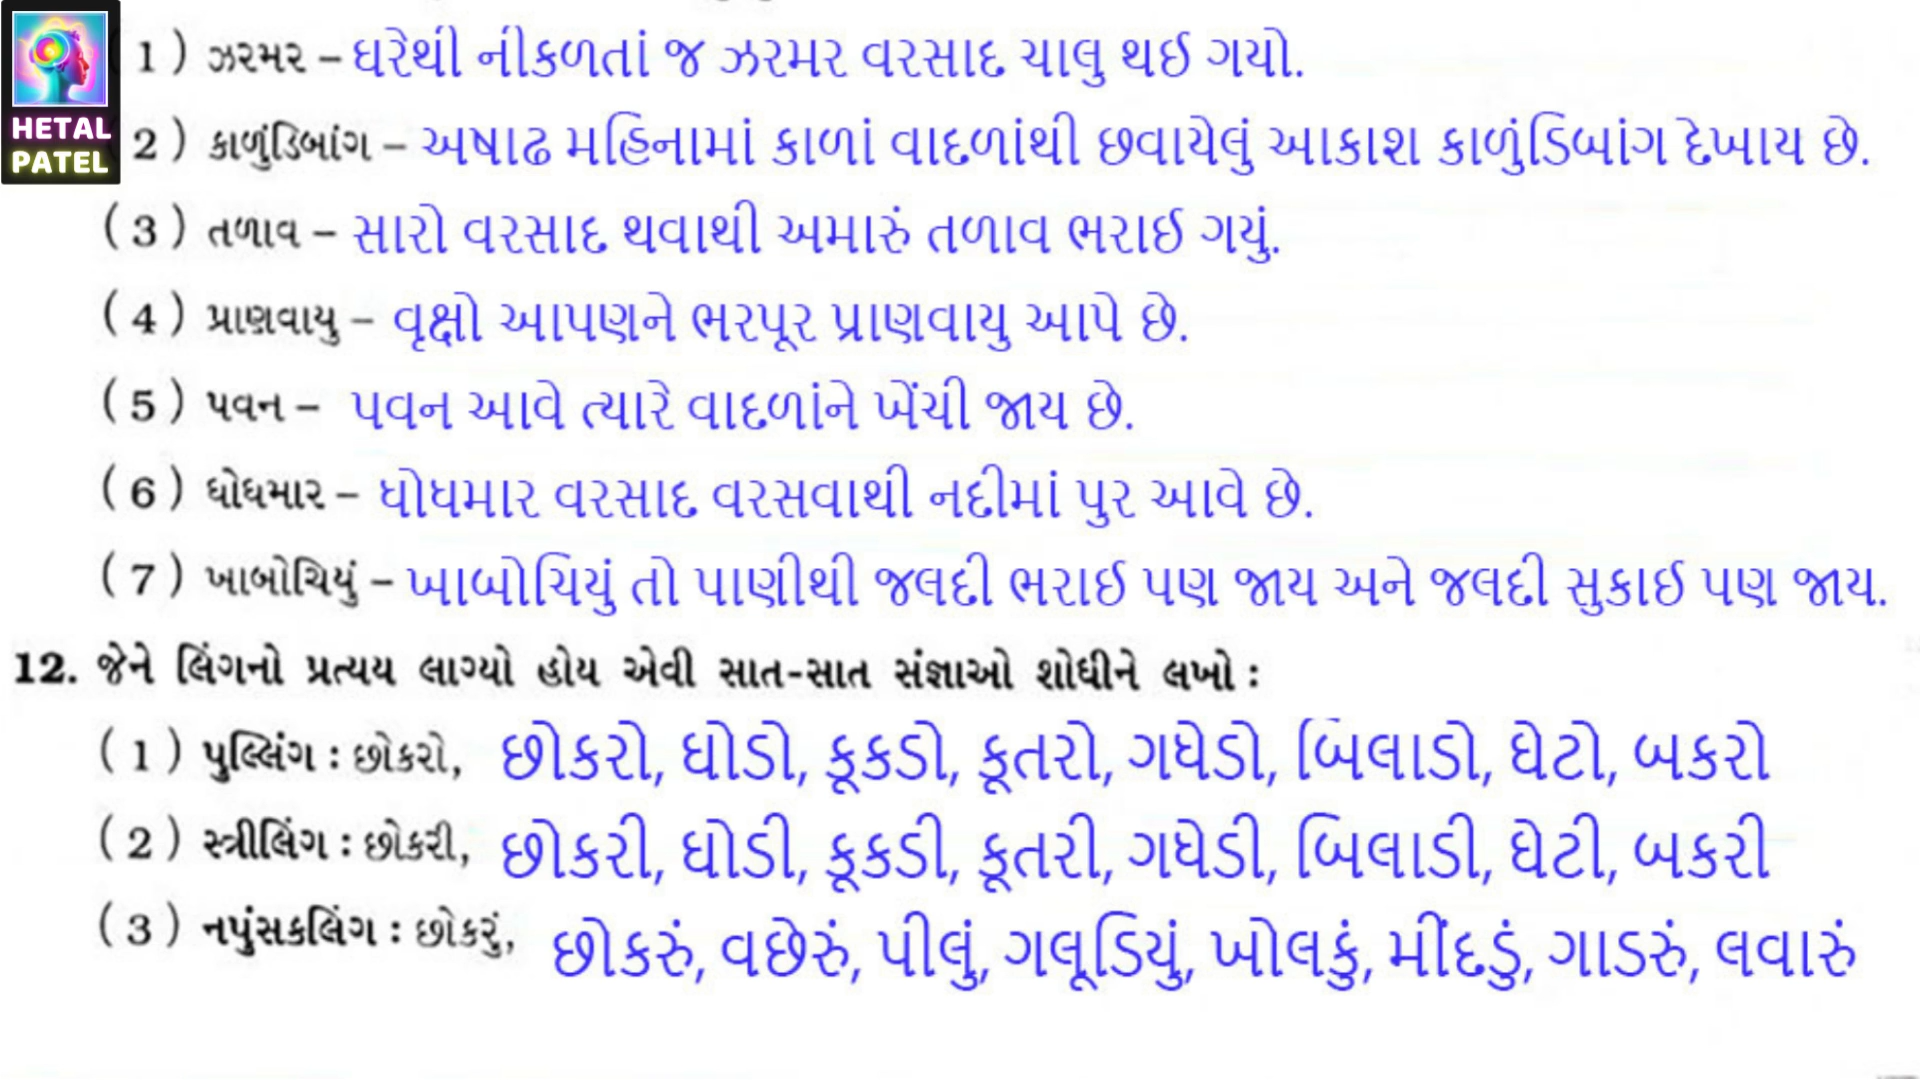 HETAL
PATEL
1 ) ઝરમર – ઘરેથી નીકળતાં જ ઝરમર વરસાદ ચાલુ થઈ ગયો.
2 ) કાળુંડિબાંગ – અષાઢ મહિનામાં કાળાં વાદળાંથી છવાયેલું આકાશ કાળુંડિબાંગ દેખાય છે.
( 3 ) તળાવ – સારો વરસાદ થવાથી અમારું તળાવ ભરાઈ ગયું.
( 4 ) પ્રાણવાયુ – વૃક્ષો આપણને ભરપૂર પ્રાણવાયુ આપે છે.
( 5 ) પવન – પવન આવે ત્યારે વાદળાંને ખેંચી જાય છે.
( 6 ) ધોધમાર – ધોધમાર વરસાદ વરસવાથી નદીમાં પુર આવે છે.
( 7 ) ખાબોચિયું – ખાબોચિયું તો પાણીથી જલદી ભરાઈ પણ જાય અને જલદી સુકાઈ પણ જાય.
12. જેને લિંગનો પ્રત્યય લાગ્યો હોય એવી સાત-સાત સંજ્ઞાઓ શોધીને લખો :
( 1 ) પુલ્લિંગ : છોકરો, છોકરો, ઘોડો, કૂકડો, કૂતરો, ગધેડો, બિલાડો, ઘેટો, બકરો
( 2 ) સ્ત્રીલિંગ : છોકરી, છોકરી, ઘોડી, કૂકડી, કૂતરી, ગધેડી, બિલાડી, ઘેટી, બકરી
( 3 ) નપુંસકલિંગ : છોકરું, છોકરું, વછેરું, પીલું, ગલૂડિયું, ખોલકું, મીંદડું, ગાડરું, લવારું